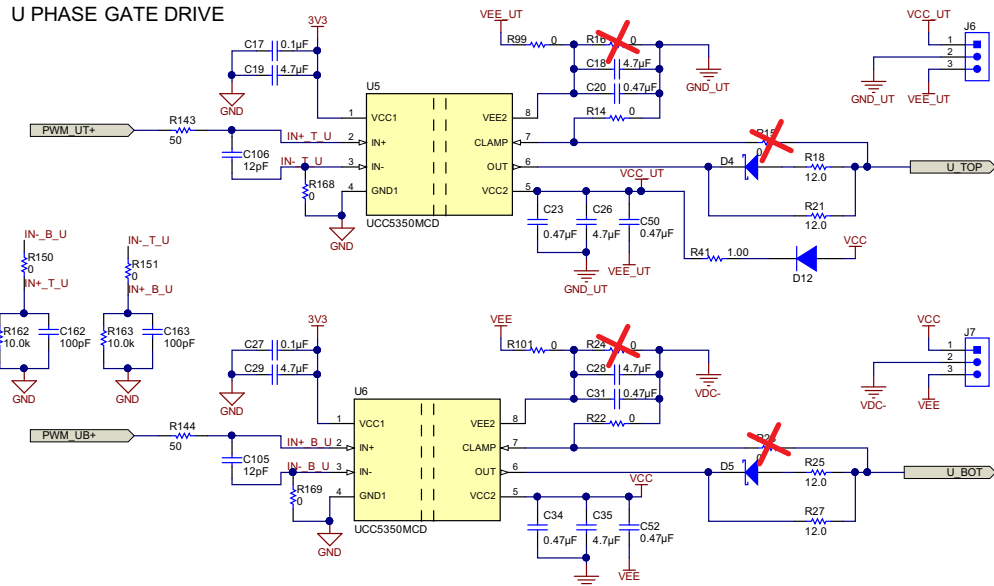 U PHASE GATE DRIVE
3V3
C17 0.1µF
C19 4.7µF
GND
U5
VCC1
IN+
IN-
GND1
VEE2
CLAMP
OUT
VCC2
1
2
3
4
8
7
6
5
UCC5350MCD
PWM_UT+
R143
50
IN+_T_U
C106
12pF
IN-_T_U
R168
0
GND
VEE_UT
R99 0
R16 0
C18 4.7µF
C20 0.47µF
R14 0
GND_UT
0
D4
R18
12.0
R21
12.0
U_TOP
VCC_UT
C23
0.47µF
C26
4.7µF
C50
0.47µF
GND_UT
VEE_UT
R41 1.00
D12
VCC
VCC_UT
J6
1
2
3
GND_UT
VEE_UT
IN-_B_U
R150
0
IN+_T_U
R162
10.0k
C162
100pF
GND
IN-_T_U
R151
0
IN+_B_U
R163
10.0k
C163
100pF
GND
3V3
C27 0.1µF
C29 4.7µF
GND
U6
VCC1
IN+
IN-
GND1
VEE2
CLAMP
OUT
VCC2
1
2
3
4
8
7
6
5
UCC5350MCD
PWM_UB+
R144
50
IN+_B_U
C105
12pF
IN-_B_U
R169
0
GND
VEE
R101 0
R24 0
C28 4.7µF
C31 0.47µF
R22 0
VDC-
D5
R25
12.0
R27
12.0
U_BOT
VCC
C34
0.47µF
C35
4.7µF
C52
0.47µF
VEE
VCC
J7
1
2
3
VDC-
VEE